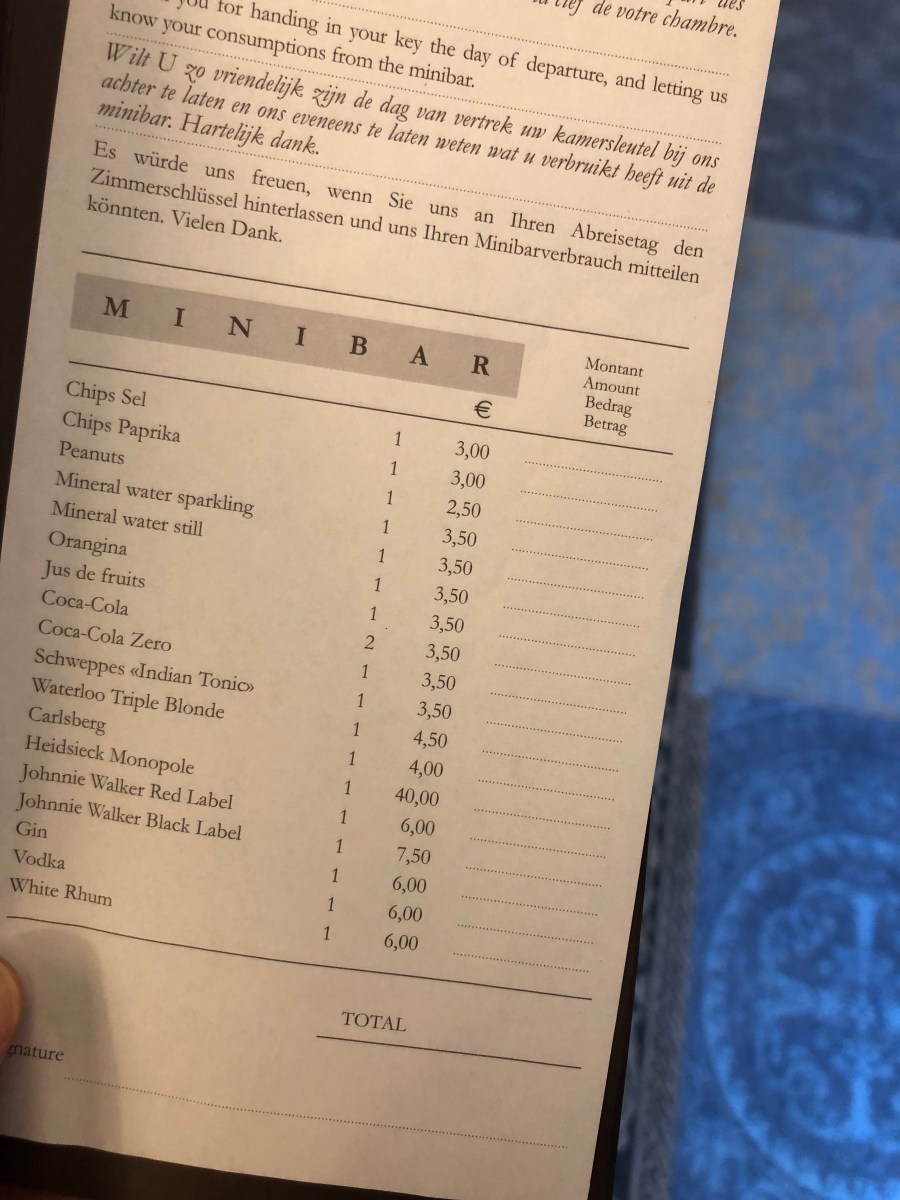 de votre chambre.
you for handing in your key the day of departure, and letting us
know your consumptions from the minibar.
Wilt U zo vriendelijk zijn de dag van vertrek uw kamersleutel bij ons
achter te laten en ons eveneens te laten weten wat u verbruikt heeft uit de
minibar. Hartelijk dank.
Es würde uns freuen, wenn Sie uns an Ihren Abreisetag den
Zimmerschlüssel hinterlassen und uns Ihren Minibarverbrauch mitteilen
könnten. Vielen Dank.
MINIBAR
€
Montant
Amount
Bedrag
Betrag
Chips Sel 1 3,00
Chips Paprika 1 3,00
Peanuts 1 2,50
Mineral water sparkling 1 3,50
Mineral water still 1 3,50
Orangina 1 3,50
Jus de fruits 1 3,50
Coca-Cola 2 3,50
Coca-Cola Zero 1 3,50
Schweppes «Indian Tonic» 1 3,50
Waterloo Triple Blonde 1 4,50
Carlsberg 1 4,00
Heidsieck Monopole 1 40,00
Johnnie Walker Red Label 1 6,00
Johnnie Walker Black Label 1 7,50
Gin 1 6,00
Vodka 1 6,00
White Rhum 1 6,00
TOTAL
gnature